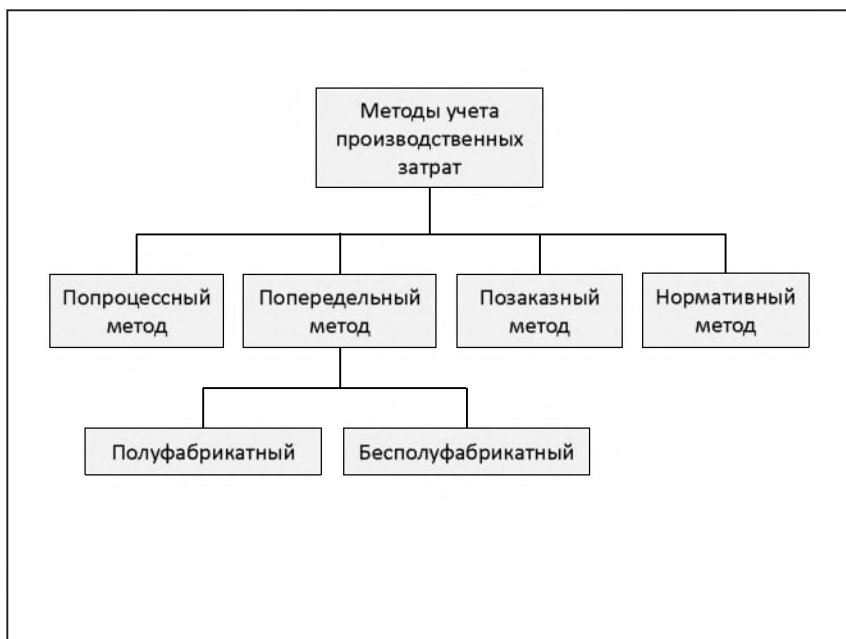 Методы учета
производственных
затрат
Попроцессный
метод
Попередельный
метод
Позаказный
метод
Нормативный
метод
Полуфабрикатный
Бесполуфабрикатный